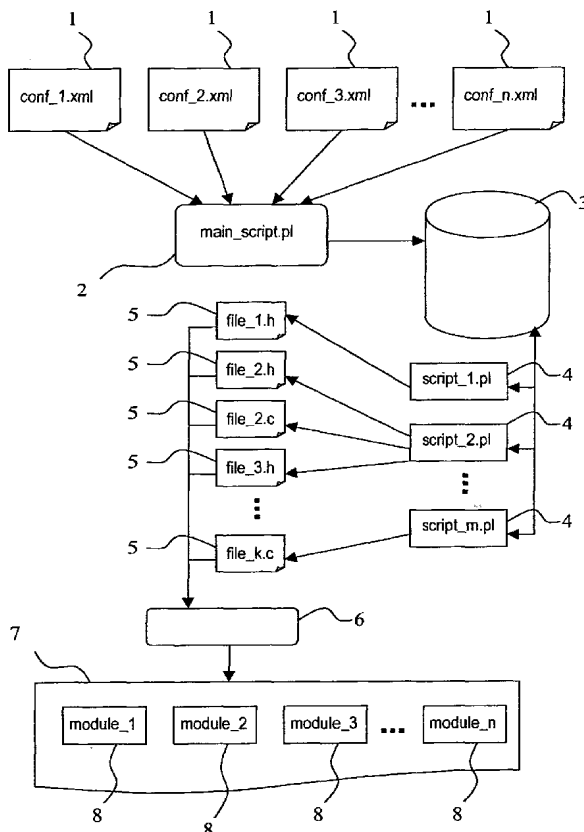 1 1 1 1
conf_1.xml conf_2.xml conf_3.xml ... conf_n.xml
3
main_script.pl
2
5 file_1.h
5 file_2.h script_1.pl 4
5 file_2.c script_2.pl 4
5 file_3.h
... ...
5 file_k.c script_m.pl 4
6
7
module_1 module_2 module_3 ... module_n
8 8 8 8